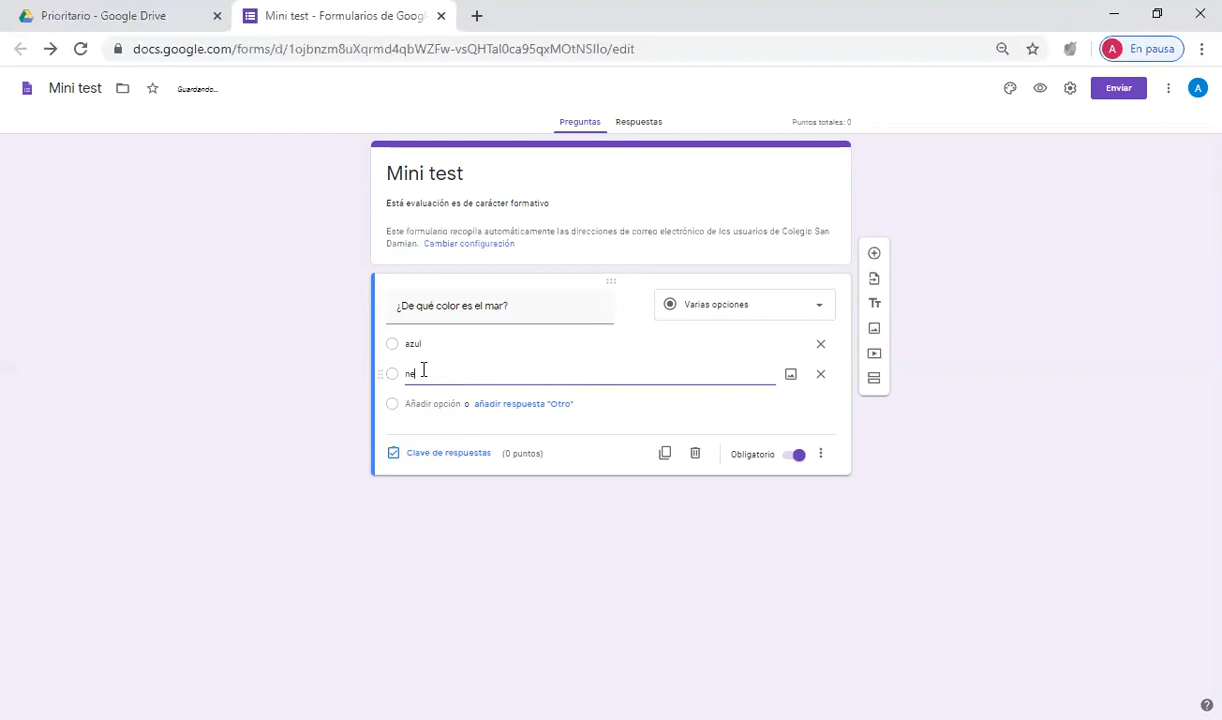 Prioritario - Google Drive
Mini test - Formularios de Goog
docs.google.com/forms/d/1ojbnzm8uXqrmd4qbWZFw-vsQHTal0ca95qxMOtNSIlo/edit
A En pausa
Mini test
Guardando...
Enviar
A
Preguntas
Respuestas
Puntos totales: 0
Mini test
Está evaluación es de carácter formativo
Este formulario recopila automáticamente las direcciones de correo electrónico de los usuarios de Colegio San
Damian. Cambiar configuración
¿De qué color es el mar?
Varias opciones
azul
ne
Añadir opción o añadir respuesta "Otro"
Clave de respuestas (0 puntos)
Obligatorio
Tт